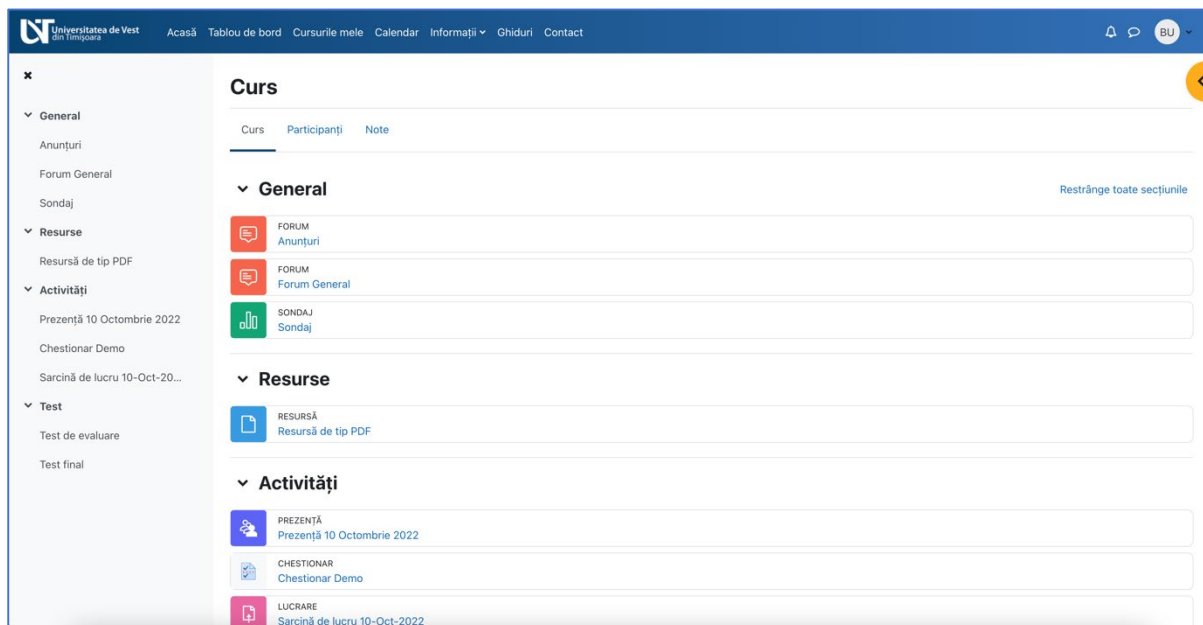 Universitatea de Vest
din Timișoara
Acasă Tablou de bord Cursurile mele Calendar Informații Ghiduri Contact
BU
General
Anunțuri
Forum General
Sondaj
Resurse
Resursă de tip PDF
Activități
Prezență 10 Octombrie 2022
Chestionar Demo
Sarcină de lucru 10-Oct-20...
Test
Test de evaluare
Test final
Curs
Curs Participanți Note
General
Restrânge toate secțiunile
FORUM
Anunțuri
FORUM
Forum General
SONDAJ
Sondaj
Resurse
RESURSĂ
Resursă de tip PDF
Activități
PREZENȚĂ
Prezență 10 Octombrie 2022
CHESTIONAR
Chestionar Demo
LUCRARE
Sarcină de lucru 10-Oct-2022